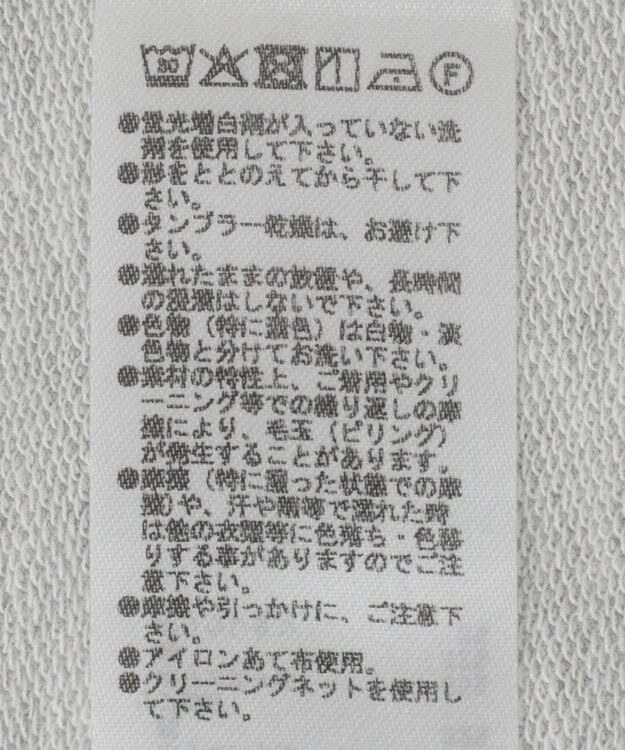 30 F
●蛍光増白剤が入っていない洗
剤を使用して下さい。
●形をととのえてから干して下
さい。
●タンブラー乾燥は、お避け下
さい。
●濡れたままの放置や、長時間
の浸漬はしないで下さい。
●色物(特に濃色)は白物・淡
色物と分けてお洗い下さい。
●素材の特性上、ご着用やクリ
ーニング等での繰り返しの摩
擦により、毛玉(ピリング)
が発生することがあります。
●摩擦(特に湿った状態での摩
擦)や、汗や雨等で濡れた時
は他の衣類等に色落ち・色移
りする事がありますのでご注
意下さい。
●摩擦や引っかけに、ご注意下
さい。
●アイロンあて布使用。
●クリーニングネットを使用し
て下さい。